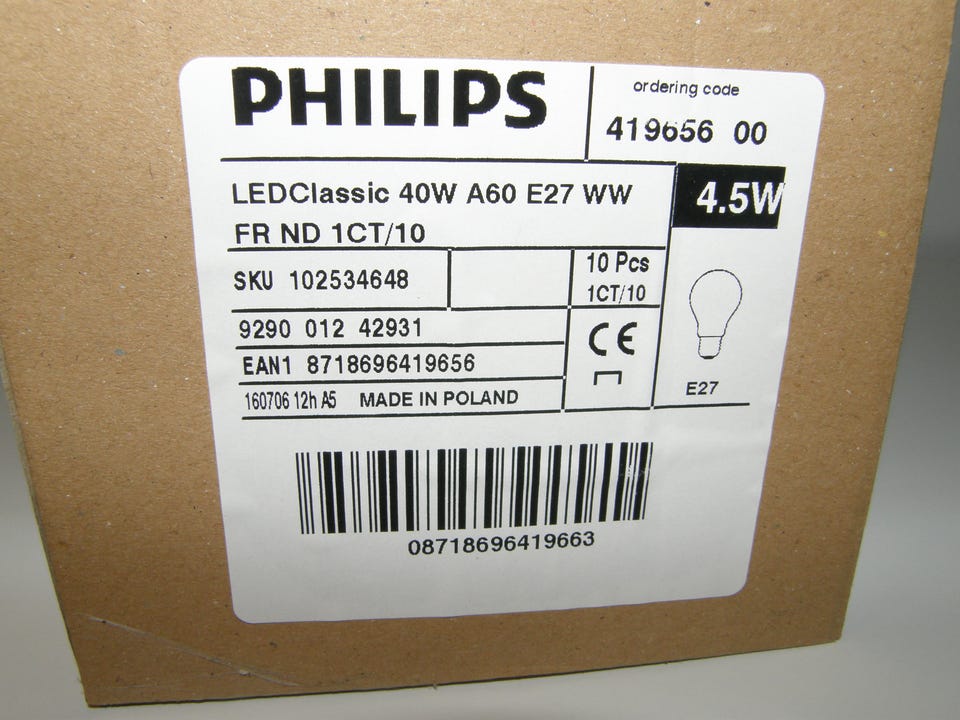 PHILIPS
ordering code
419656 00
LEDClassic 40W A60 E27 WW
FR ND 1CT/10
4.5W
SKU 102534648
10 Pcs
1CT/10
9290 012 42931
EAN1 8718696419656
160706 12h A5 MADE IN POLAND
CE
E27
08718696419663